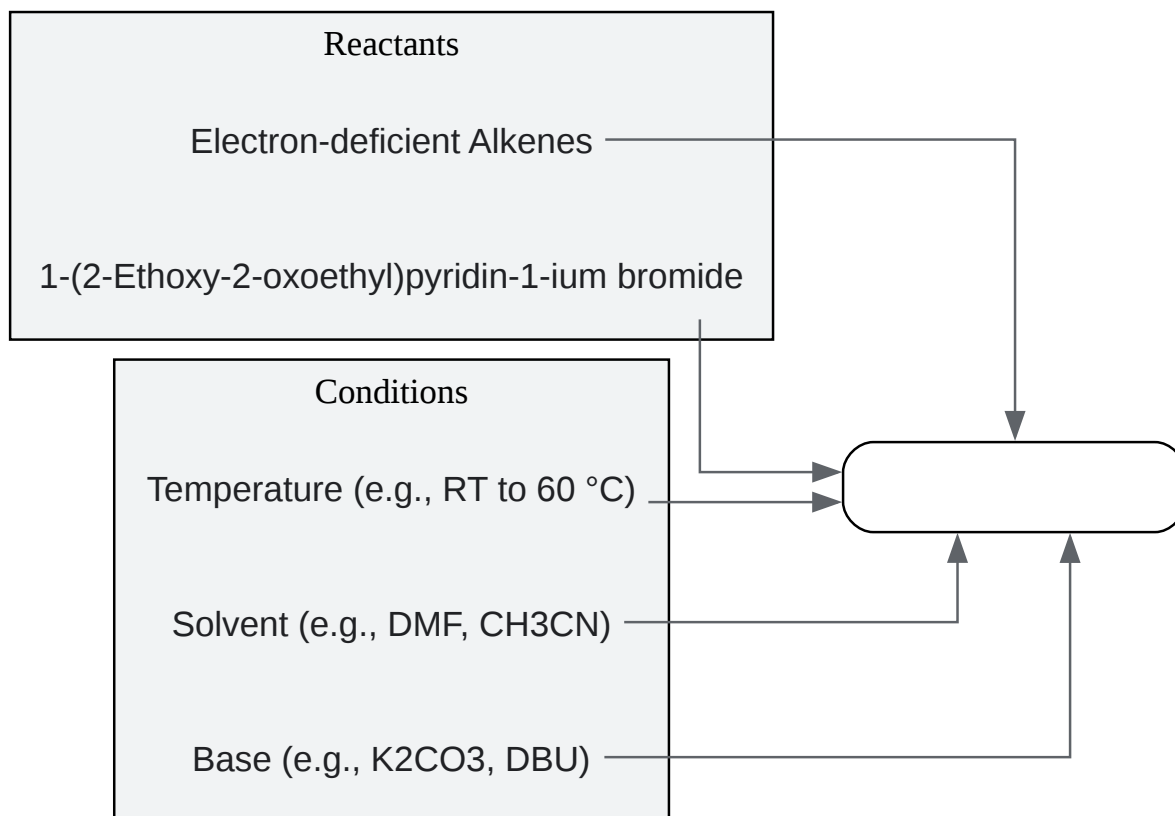 Reactants
Electron-deficient Alkenes
1-(2-Ethoxy-2-oxoethyl)pyridin-1-ium bromide
Conditions
Temperature (e.g., RT to 60 °C)
Solvent (e.g., DMF, CH3CN)
Base (e.g., K2CO3, DBU)